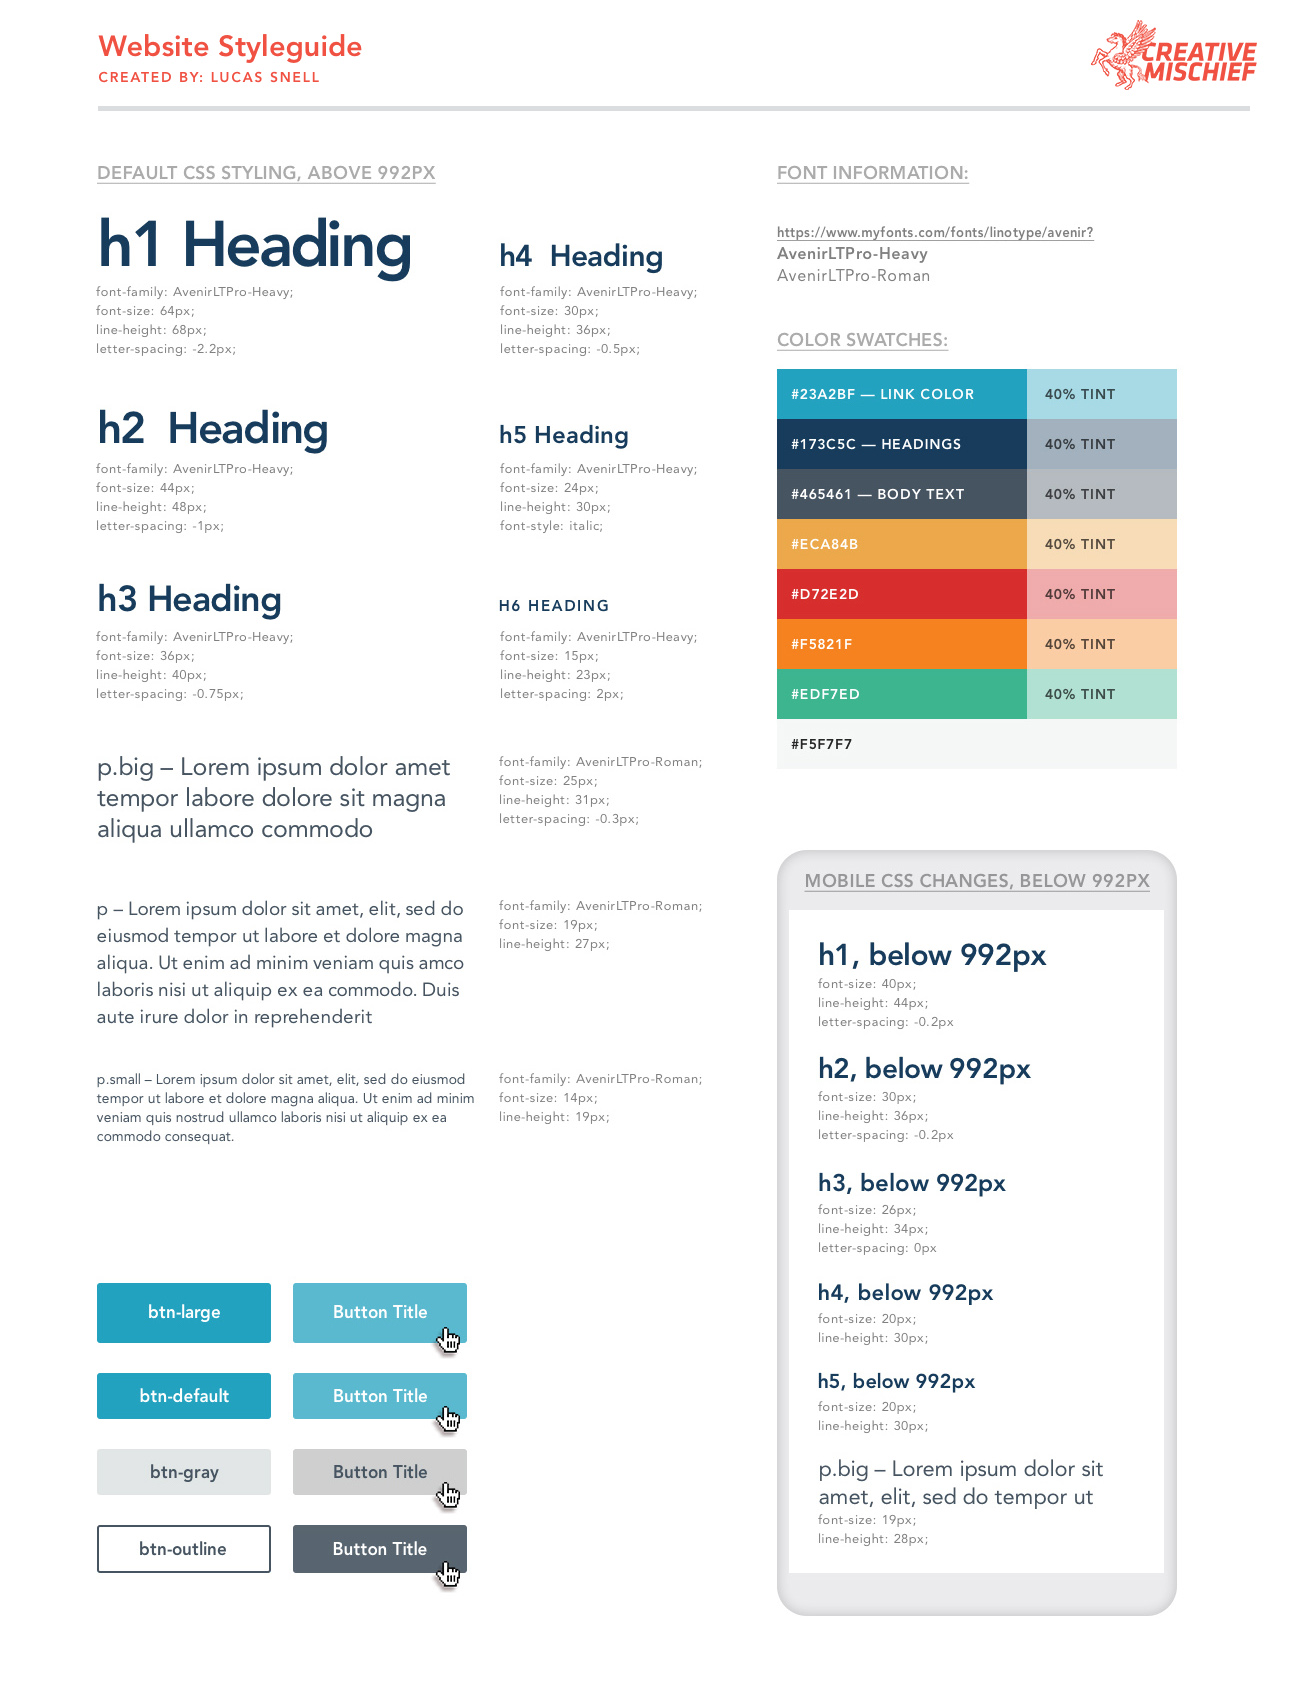 Website Styleguide
CREATED BY: LUCAS SNELL
CREATIVE
MISCHIEF
DEFAULT CSS STYLING, ABOVE 992PX
h1 Heading
font-family: AvenirLTPro-Heavy;
font-size: 64px;
line-height: 68px;
letter-spacing: -2.2px;
h4 Heading
font-family: AvenirLTPro-Heavy;
font-size: 30px;
line-height: 36px;
letter-spacing: -0.5px;
h2 Heading
font-family: AvenirLTPro-Heavy;
font-size: 44px;
line-height: 48px;
letter-spacing: -1px;
h5 Heading
font-family: AvenirLTPro-Heavy;
font-size: 24px;
line-height: 30px;
font-style: italic;
h3 Heading
font-family: AvenirLTPro-Heavy;
font-size: 36px;
line-height: 40px;
letter-spacing: -0.75px;
H6 HEADING
font-family: AvenirLTPro-Heavy;
font-size: 15px;
line-height: 23px;
letter-spacing: 2px;
p.big – Lorem ipsum dolor amet
tempor labore dolore sit magna
aliqua ullamco commodo
font-family: AvenirLTPro-Roman;
font-size: 25px;
line-height: 31px;
letter-spacing: -0.3px;
p – Lorem ipsum dolor sit amet, elit, sed do
eiusmod tempor ut labore et dolore magna
aliqua. Ut enim ad minim veniam quis amco
laboris nisi ut aliquip ex ea commodo. Duis
aute irure dolor in reprehenderit
font-family: AvenirLTPro-Roman;
font-size: 19px;
line-height: 27px;
p.small – Lorem ipsum dolor sit amet, elit, sed do eiusmod
tempor ut labore et dolore magna aliqua. Ut enim ad minim
veniam quis nostrud ullamco laboris nisi ut aliquip ex ea
commodo consequat.
font-family: AvenirLTPro-Roman;
font-size: 14px;
line-height: 19px;
btn-large
Button Title
btn-default
Button Title
btn-gray
Button Title
btn-outline
Button Title
FONT INFORMATION:
https://www.myfonts.com/fonts/linotype/avenir?
AvenirLTPro-Heavy
AvenirLTPro-Roman
COLOR SWATCHES:
#23A2BF — LINK COLOR
40% TINT
#173C5C — HEADINGS
40% TINT
#465461 — BODY TEXT
40% TINT
#ECA84B
40% TINT
#D72E2D
40% TINT
#F5821F
40% TINT
#EDF7ED
40% TINT
#F5F7F7
MOBILE CSS CHANGES, BELOW 992PX
h1, below 992px
font-size: 40px;
line-height: 44px;
letter-spacing: -0.2px
h2, below 992px
font-size: 30px;
line-height: 36px;
letter-spacing: -0.2px
h3, below 992px
font-size: 26px;
line-height: 34px;
letter-spacing: 0px
h4, below 992px
font-size: 20px;
line-height: 30px;
h5, below 992px
font-size: 20px;
line-height: 30px;
p.big – Lorem ipsum dolor sit
amet, elit, sed do tempor ut
font-size: 19px;
line-height: 28px;